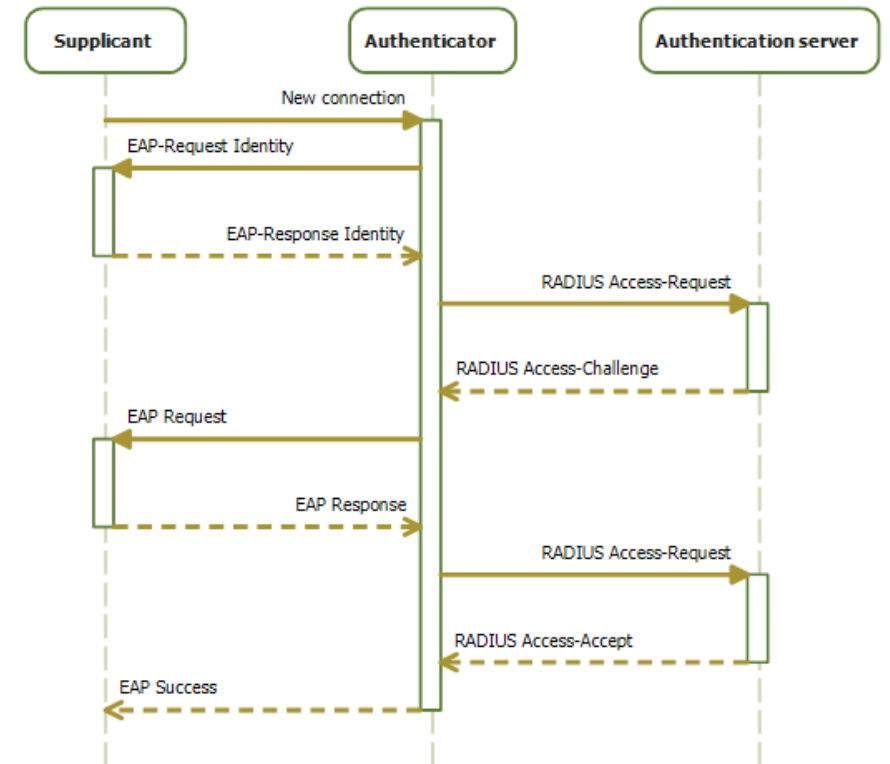 Supplicant
Authenticator
Authentication server
New connection
EAP-Request Identity
EAP-Response Identity
RADIUS Access-Request
RADIUS Access-Challenge
EAP Request
EAP Response
RADIUS Access-Request
RADIUS Access-Accept
EAP Success